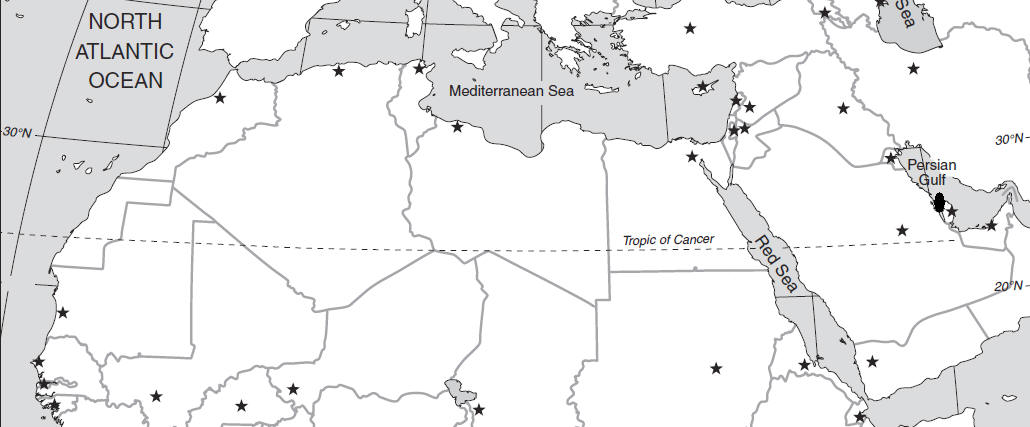 NORTH
ATLANTIC
OCEAN
Sea
Mediterranean Sea
30°N
30°N
Persian
Gulf
Tropic of Cancer
Red Sea
20°N